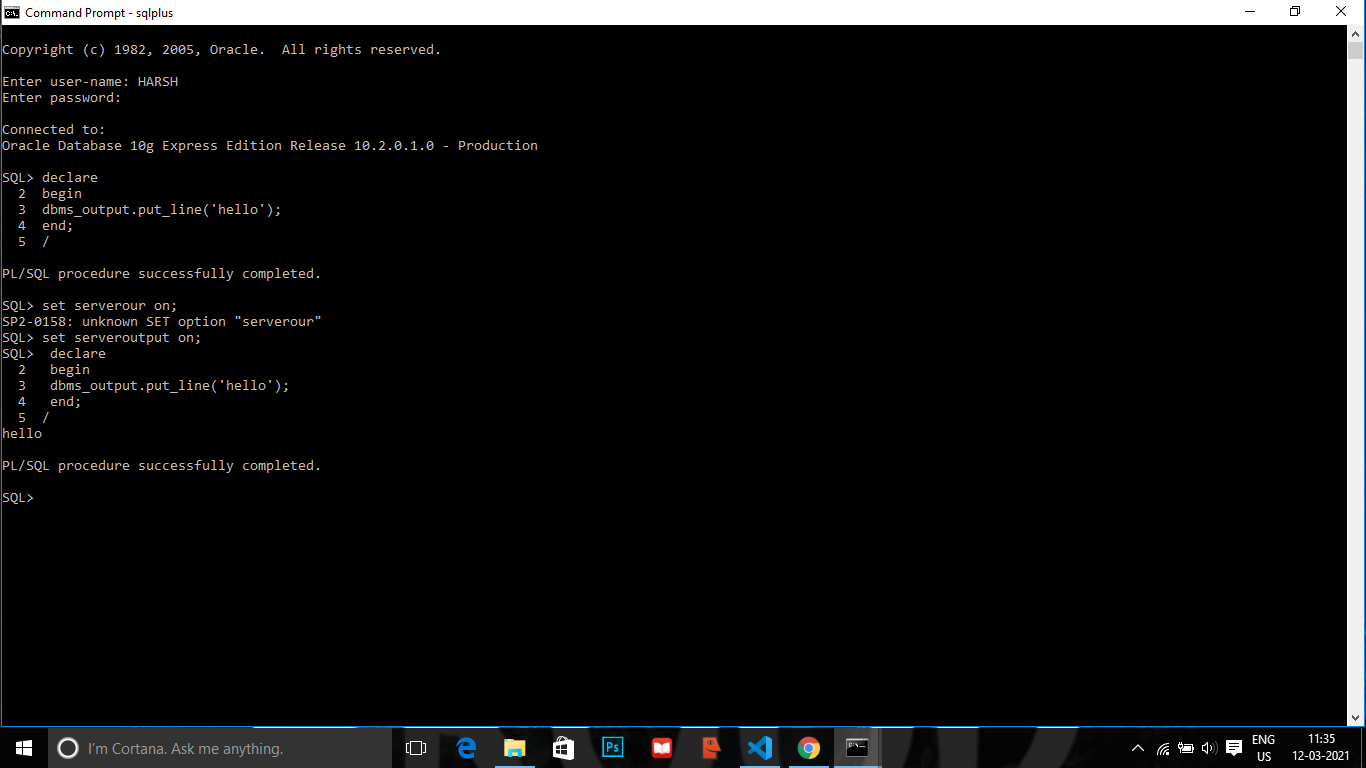 Command Prompt - sqlplus
Copyright (c) 1982, 2005, Oracle.  All rights reserved.
Enter user-name: HARSH
Enter password:
Connected to:
Oracle Database 10g Express Edition Release 10.2.0.1.0 - Production
SQL> declare
  2  begin
  3  dbms_output.put_line('hello');
  4  end;
  5  /
PL/SQL procedure successfully completed.
SQL> set serverour on;
SP2-0158: unknown SET option "serverour"
SQL> set serveroutput on;
SQL>  declare
  2   begin
  3   dbms_output.put_line('hello');
  4   end;
  5  /
hello
PL/SQL procedure successfully completed.
SQL>
I'm Cortana. Ask me anything.
Ps
ENG
US
11:35
12-03-2021